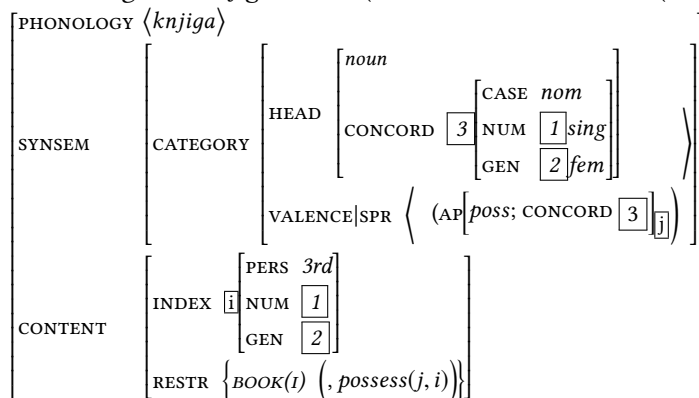 PHONOLOGY ⟨knjiga⟩
noun
CASE nom
HEAD
CONCORD 3 NUM 1 sing
SYNSEM CATEGORY
GEN 2 fem
VALENCE|SPR ⟨ (AP[poss; CONCORD 3 ]j) ⟩
PERS 3rd
INDEX i NUM 1
CONTENT GEN 2
RESTR {BOOK(I) (, possess(j, i))}